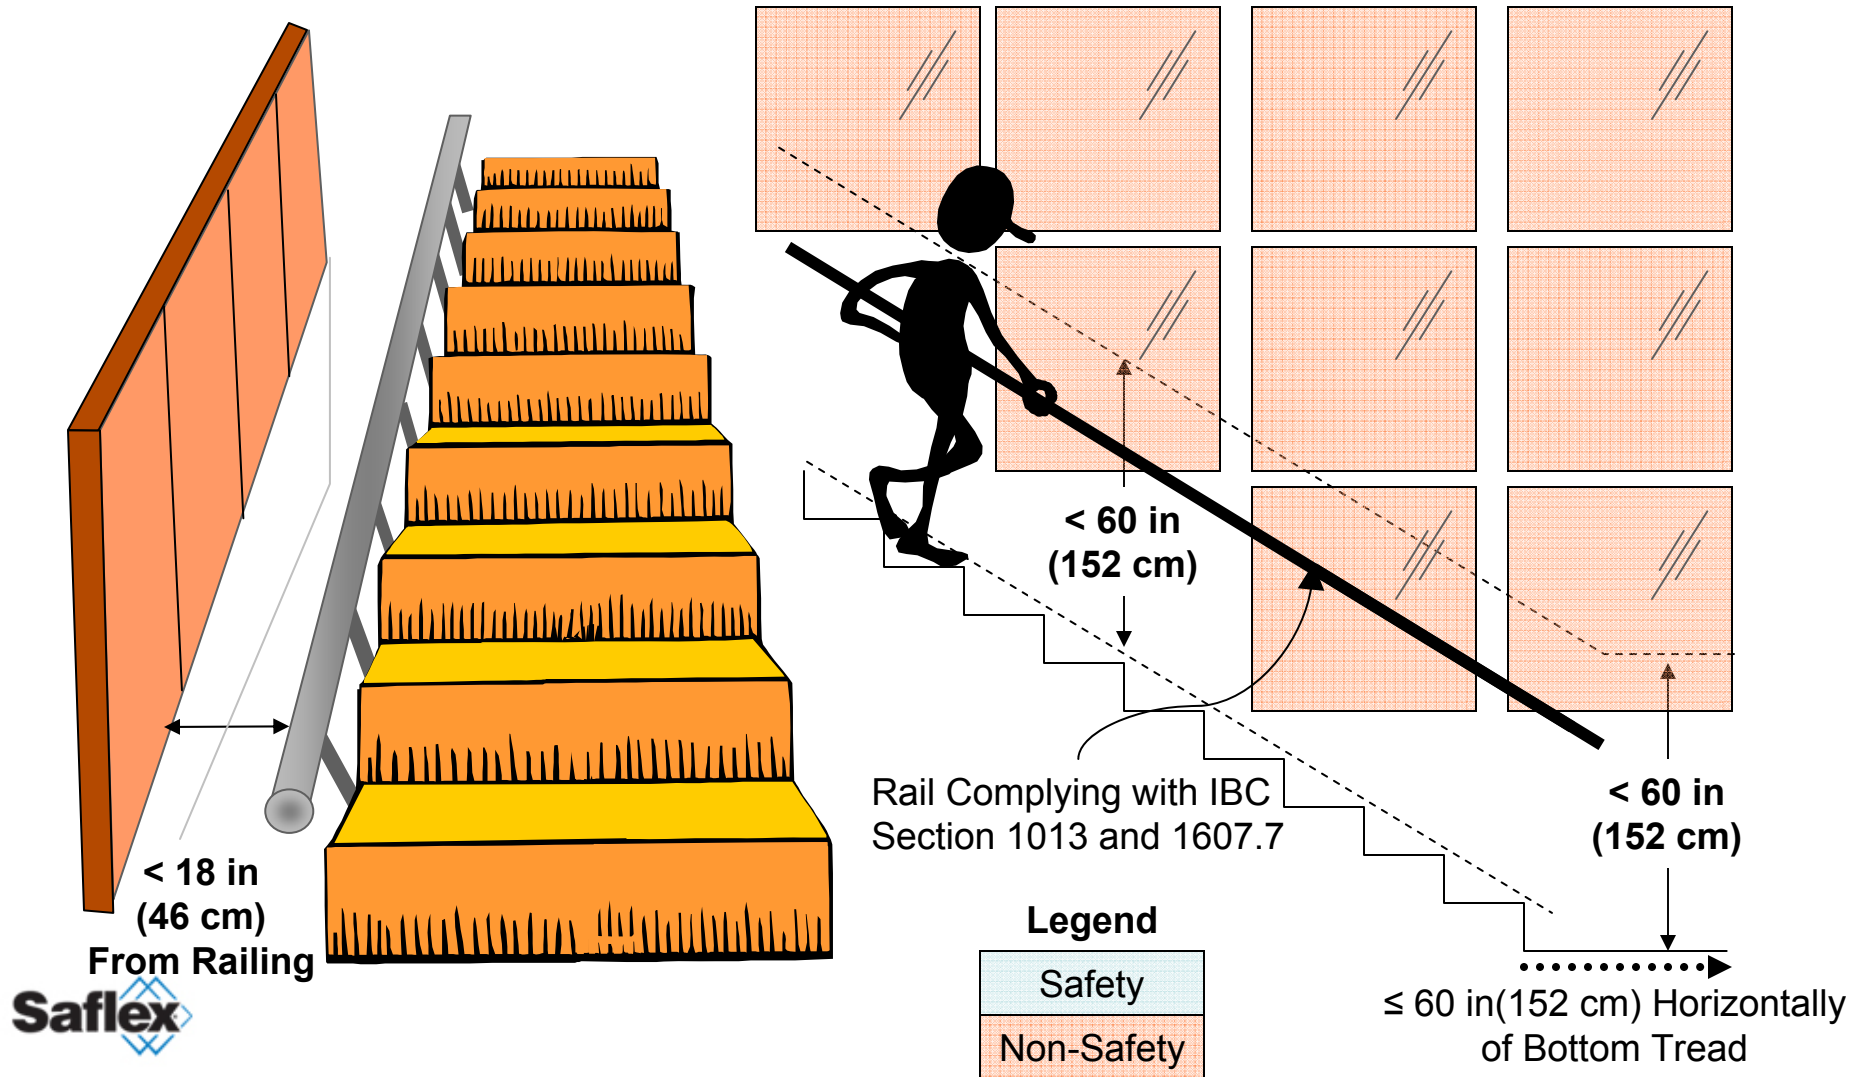 < 60 in
(152 cm)
Rail Complying with IBC
Section 1013 and 1607.7
< 60 in
(152 cm)
< 18 in
(46 cm)
From Railing
Legend
Safety
Non-Safety
≤ 60 in(152 cm) Horizontally
of Bottom Tread
Saflex